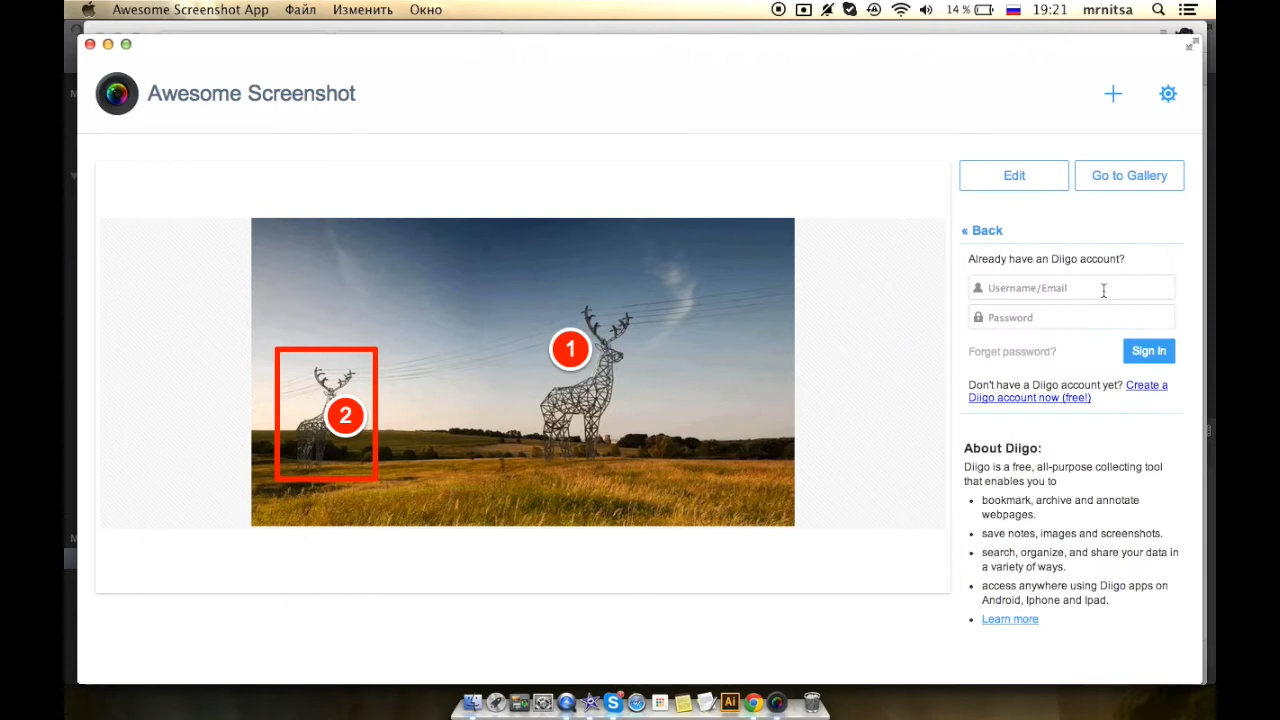 Awesome Screenshot App Файл Изменить Окно 14 % 19:21 mrnitsa
Awesome Screenshot
Edit Go to Gallery
« Back
Already have an Diigo account?
Username/Email
Password
Forget password? Sign In
Don't have a Diigo account yet? Create a
Diigo account now (free!)
About Diigo:
Diigo is a free, all-purpose collecting tool
that enables you to
• bookmark, archive and annotate
webpages.
• save notes, images and screenshots.
• search, organize, and share your data in
a variety of ways.
• access anywhere using Diigo apps on
Android, Iphone and Ipad.
• Learn more
1
2
Ai